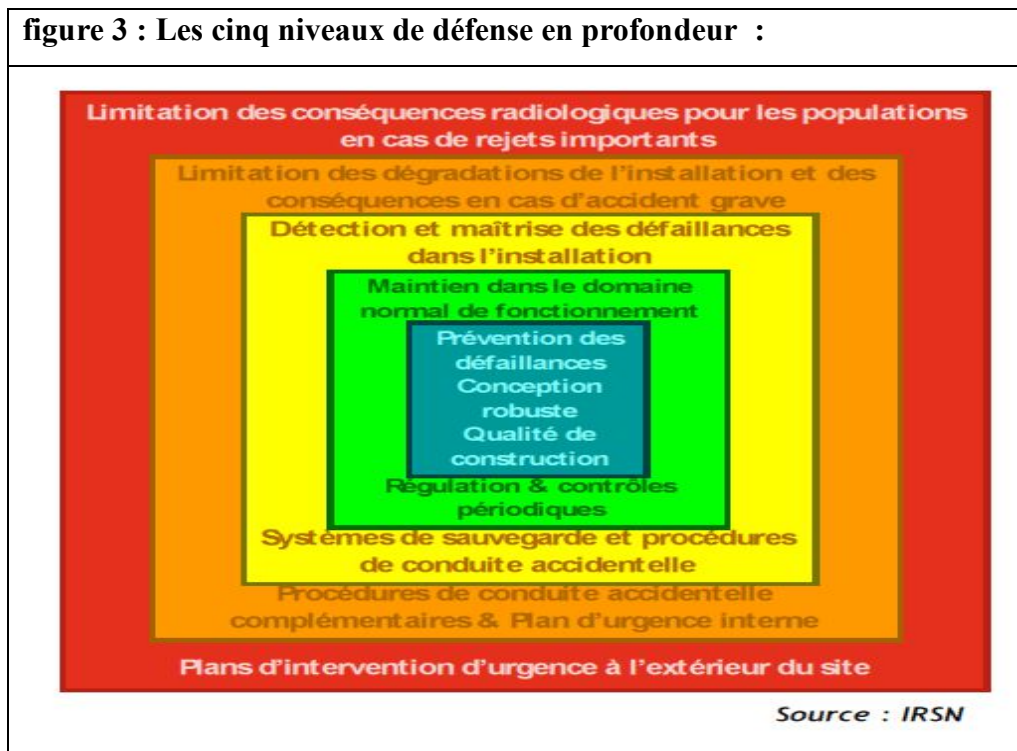 figure 3 : Les cinq niveaux de défense en profondeur :
Limitation des conséquences radiologiques pour les populations
en cas de rejets importants
Limitation des dégradations de l'installation et des
conséquences en cas d'accident grave
Détection et maîtrise des défaillances
dans l'installation
Maintien dans le domaine
normal de fonctionnement
Prévention des
défaillances
Conception
robuste
Qualité de
construction
Régulation & contrôles
périodiques
Systèmes de sauvegarde et procédures
de conduite accidentelle
Procédures de conduite accidentelle
complémentaires & Plan d'urgence interne
Plans d'intervention d'urgence à l'extérieur du site
Source : IRSN